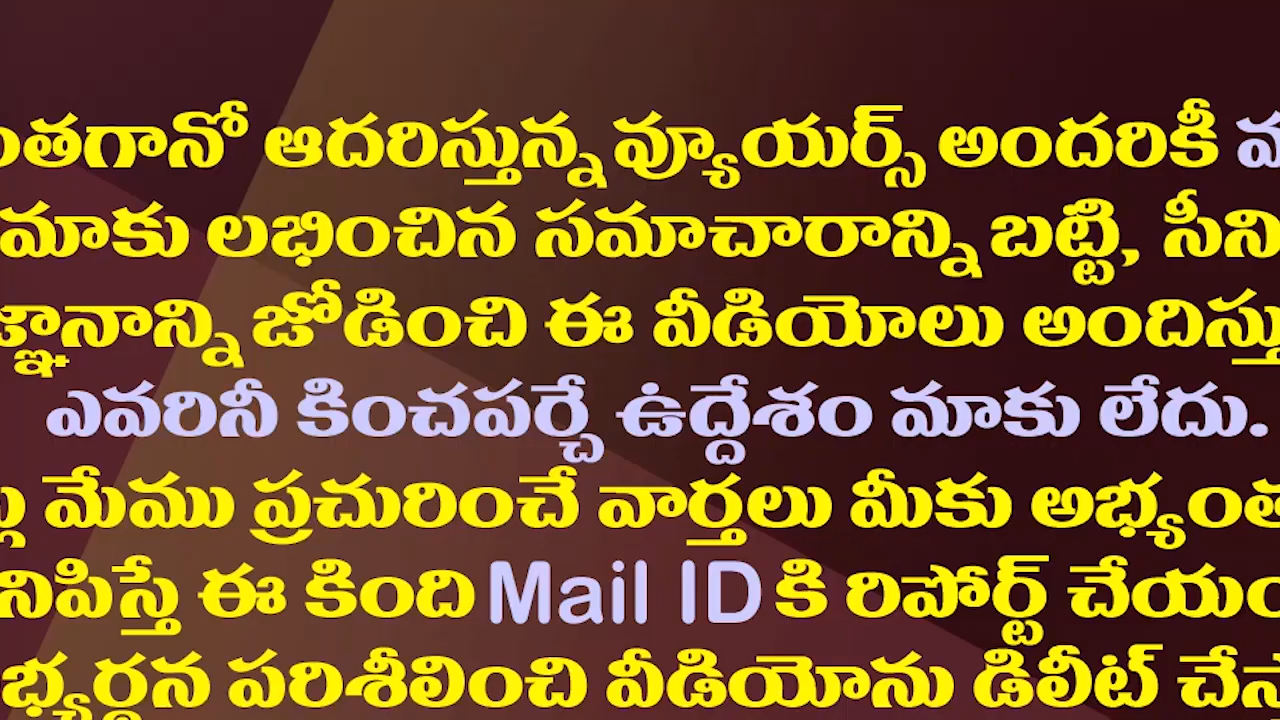 ఆదరిస్తున్న వ్యూయర్స్ అందరికీ
మాకు లభించిన సమాచారాన్ని బట్టి,
జోడించి ఈ వీడియోలు
ఎవరినీ కించపర్చే ఉద్దేశం మాకు లేదు.
మేము ప్రచురించే వార్తలు మీకు
ఈ కింది Mail ID కి రిపోర్ట్
పరిశీలించి వీడియోను డిలీట్